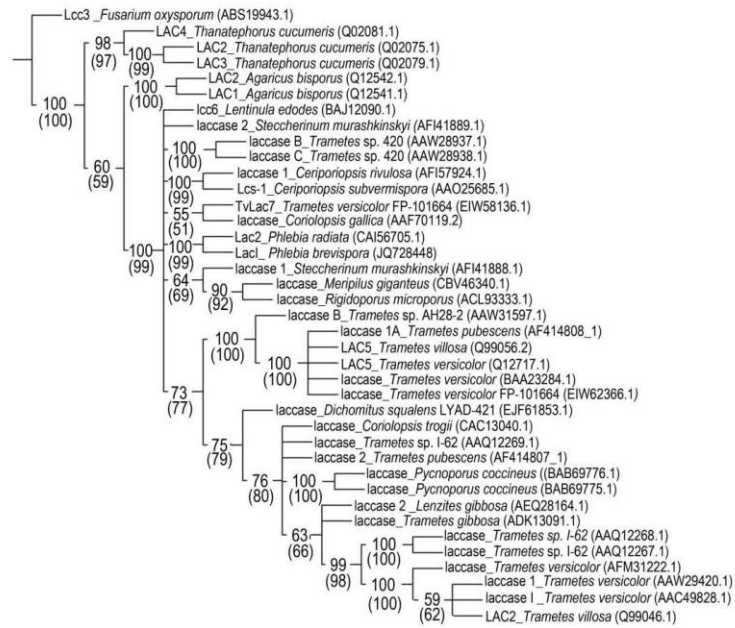 Lcc3 _Fusarium oxysporum (ABS19943.1)
LAC4_Thanatephorus cucumeris (Q02081.1)
98
(97)
LAC2_Thanatephorus cucumeris (Q02075.1)
100
(99)
LAC3_Thanatephorus cucumeris (Q02079.1)
LAC2_Agaricus bisporus (Q12542.1)
100
(100)
LAC1_Agaricus bisporus (Q12541.1)
100
(100)
lcc6_Lentinula edodes (BAJ12090.1)
laccase 2_Steccherinum murashkinskyi (AFI41889.1)
laccase B_Trametes sp. 420 (AAW28937.1)
100
(100)
laccase C_Trametes sp. 420 (AAW28938.1)
60
(59)
laccase 1_Ceriporiopsis rivulosa (AFI57924.1)
100
(99)
Lcs-1_Ceriporiopsis subvermispora (AAO25685.1)
TvLac7_Trametes versicolor FP-101664 (EIW58136.1)
55
(51)
laccase_Coriolopsis gallica (AAF70119.2)
Lac2_Phlebia radiata (CAI56705.1)
100
(99)
100
(99)
LacI_Phlebia brevispora (JQ728448)
laccase 1_Steccherinum murashkinskyi (AFI41888.1)
64
(69)
laccase_Meripilus giganteus (CBV46340.1)
90
(92)
laccase_Rigidoporus microporus (ACL93333.1)
laccase B_Trametes sp. AH28-2 (AAW31597.1)
laccase 1A_Trametes pubescens (AF414808_1)
100
(100)
LAC5_Trametes villosa (Q99056.2)
100
(100)
LAC5_Trametes versicolor (Q12717.1)
laccase_Trametes versicolor (BAA23284.1)
73
(77)
laccase_Trametes versicolor FP-101664 (EIW62366.1)
laccase_Dichomitus squalens LYAD-421 (EJF61853.1)
laccase_Coriolopsis trogii (CAC13040.1)
75
(79)
laccase_Trametes sp. I-62 (AAQ12269.1)
laccase 2_Trametes pubescens (AF414807_1)
76
(80)
laccase_Pycnoporus coccineus ((BAB69776.1)
100
(100)
laccase_Pycnoporus coccineus (BAB69775.1)
laccase 2 _Lenzites gibbosa (AEQ28164.1)
laccase_Trametes gibbosa (ADK13091.1)
63
(66)
laccase_Trametes sp. I-62 (AAQ12268.1)
100
(100)
laccase_Trametes sp. I-62 (AAQ12267.1)
99
(98)
laccase_Trametes versicolor (AFM31222.1)
100
(100)
laccase 1_Trametes versicolor (AAW29420.1)
59
(62)
laccase I _Trametes versicolor (AAC49828.1)
LAC2_Trametes villosa (Q99046.1)